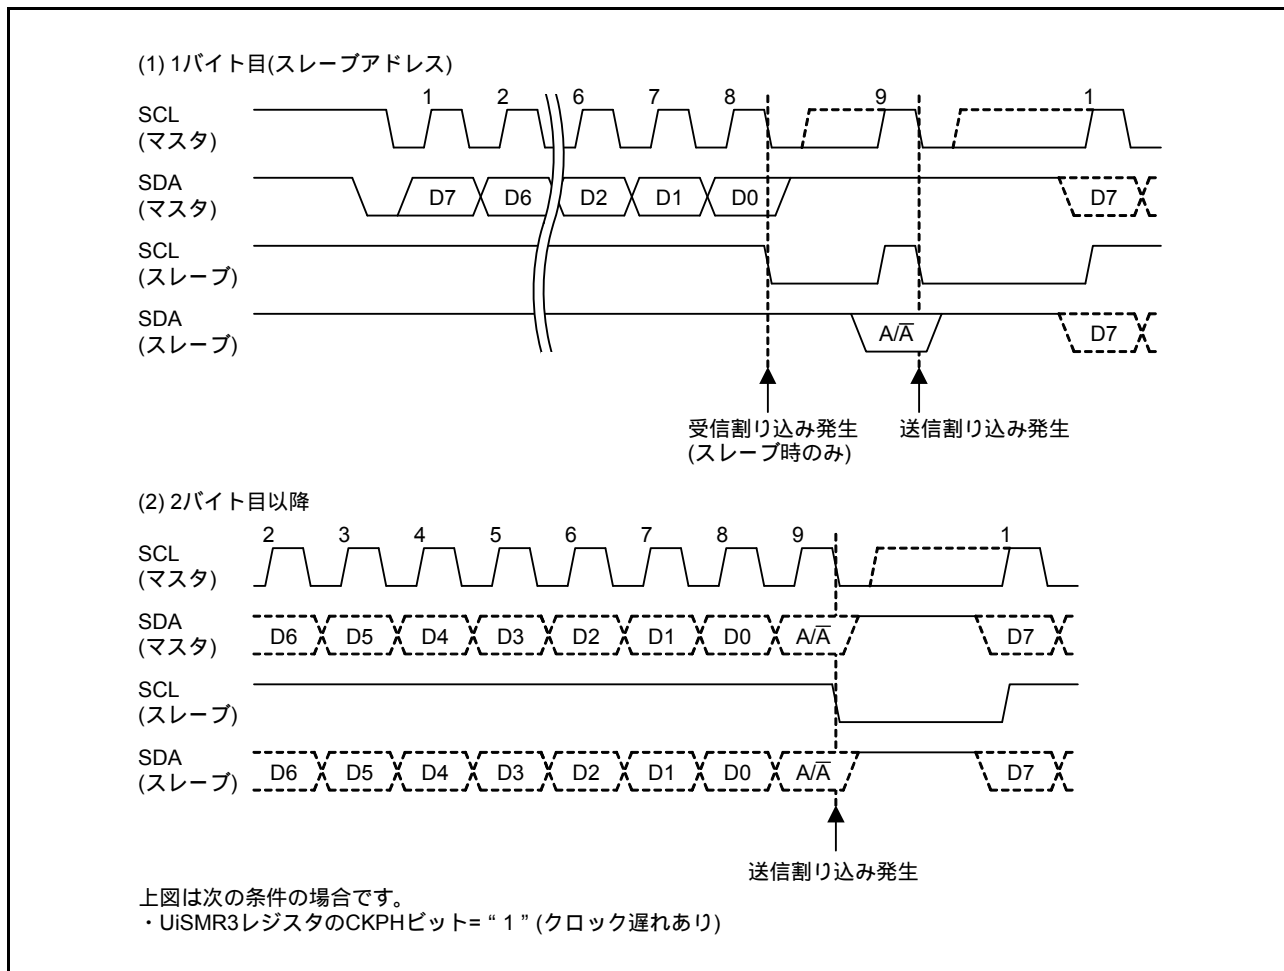 (1) 1バイト目(スレーブアドレス)
1 2 6 7 8 9 1
SCL
(マスタ)
SDA
(マスタ)
D7 D6 D2 D1 D0 D7
SCL
(スレーブ)
SDA
(スレーブ)
A/A̅ D7
受信割り込み発生
(スレーブ時のみ)
送信割り込み発生
(2) 2バイト目以降
2 3 4 5 6 7 8 9 1
SCL
(マスタ)
SDA
(マスタ)
D6 D5 D4 D3 D2 D1 D0 A/A̅ D7
SCL
(スレーブ)
SDA
(スレーブ)
D6 D5 D4 D3 D2 D1 D0 A/A̅ D7
送信割り込み発生
上図は次の条件の場合です。
・UiSMR3レジスタのCKPHビット= “ 1 ” (クロック遅れあり)